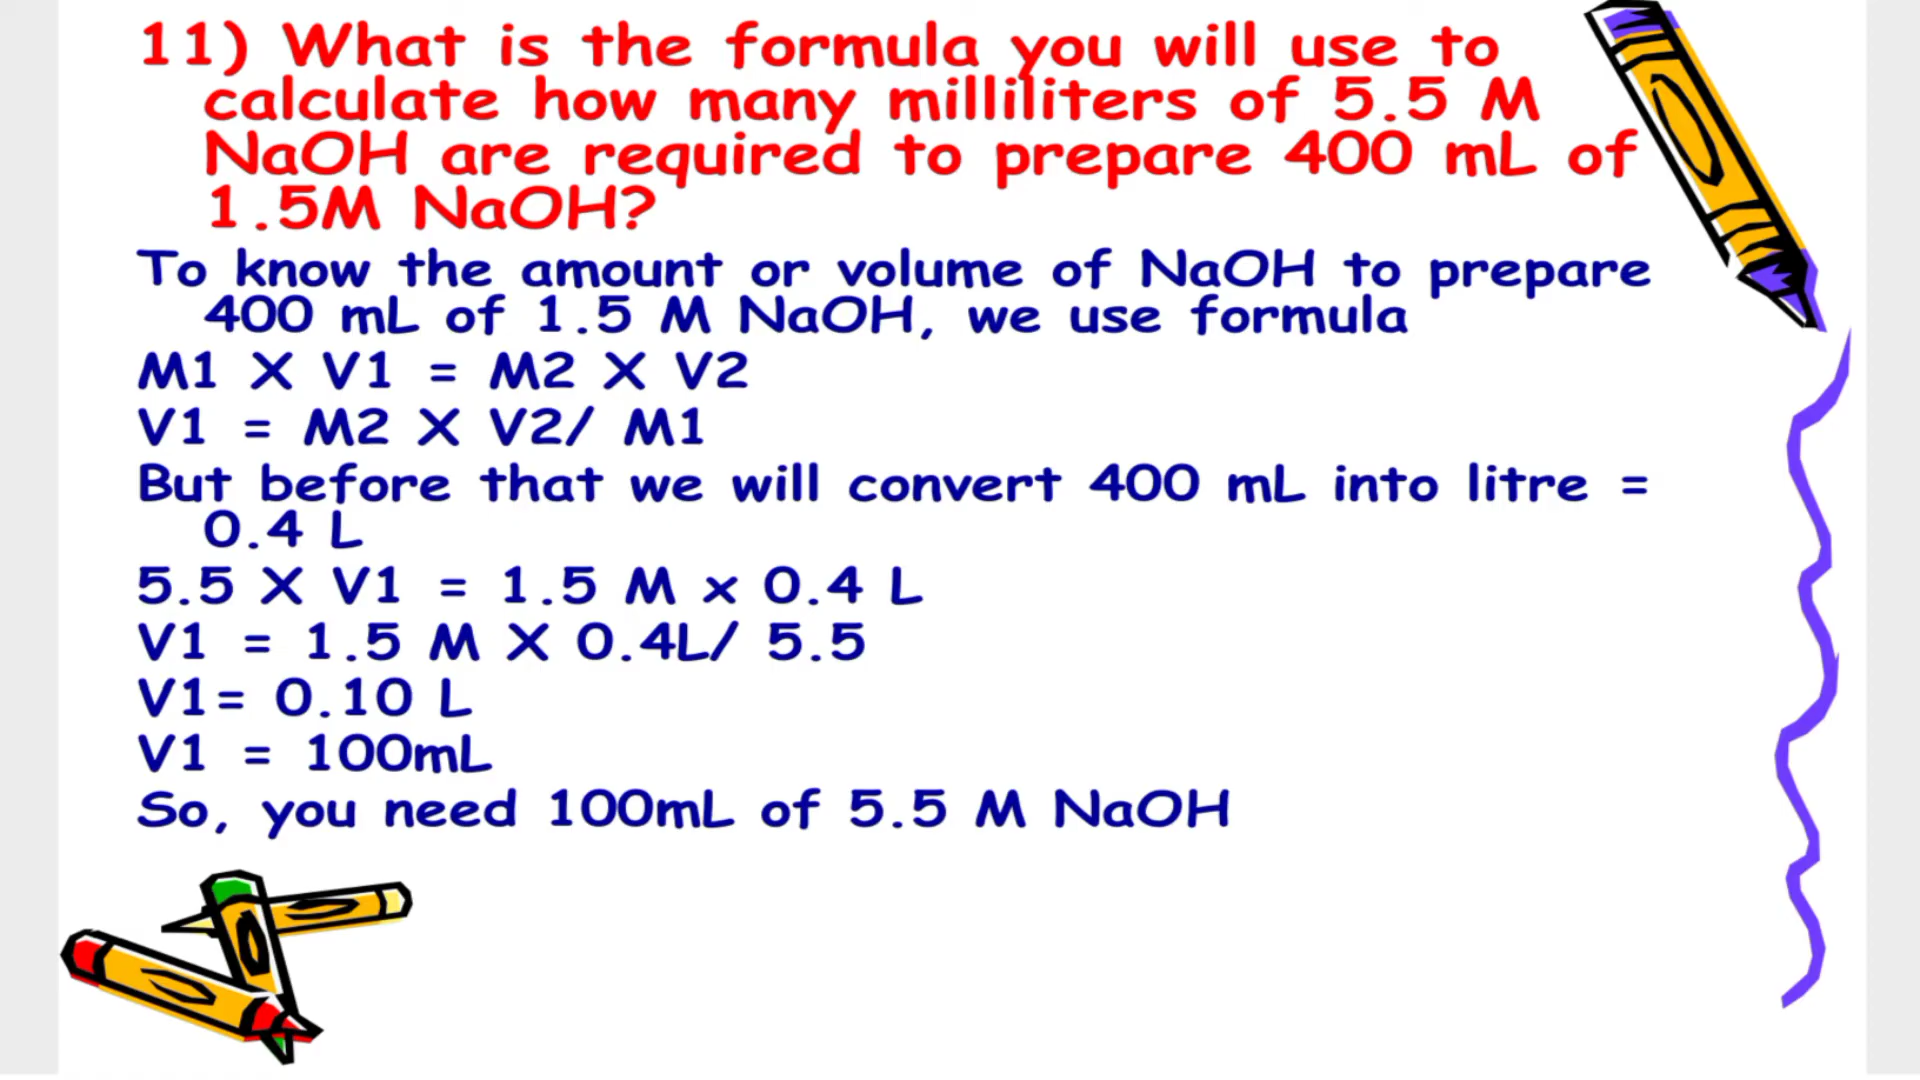 11) What is the formula you will use to
calculate how many milliliters of 5.5 M
NaOH are required to prepare 400 mL of
1.5M NaOH?
To know the amount or volume of NaOH to prepare
400 mL of 1.5 M NaOH, we use formula
M1 X V1 = M2 X V2
V1 = M2 X V2/ M1
But before that we will convert 400 mL into litre =
0.4 L
5.5 X V1 = 1.5 M x 0.4 L
V1 = 1.5 M X 0.4L/ 5.5
V1= 0.10 L
V1 = 100mL
So, you need 100mL of 5.5 M NaOH